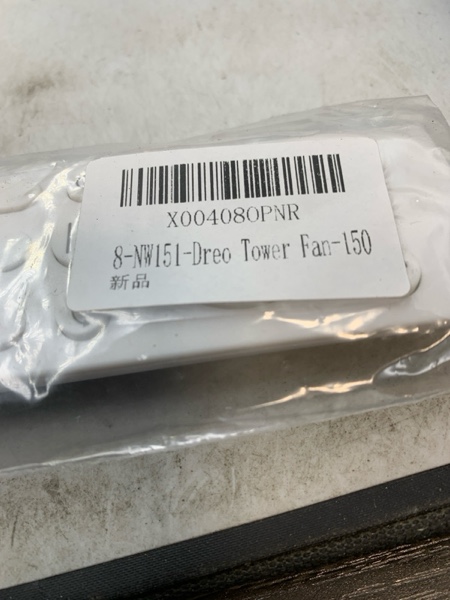 X004080PNR
8-NW151-Dreo Tower Fan-150
新品